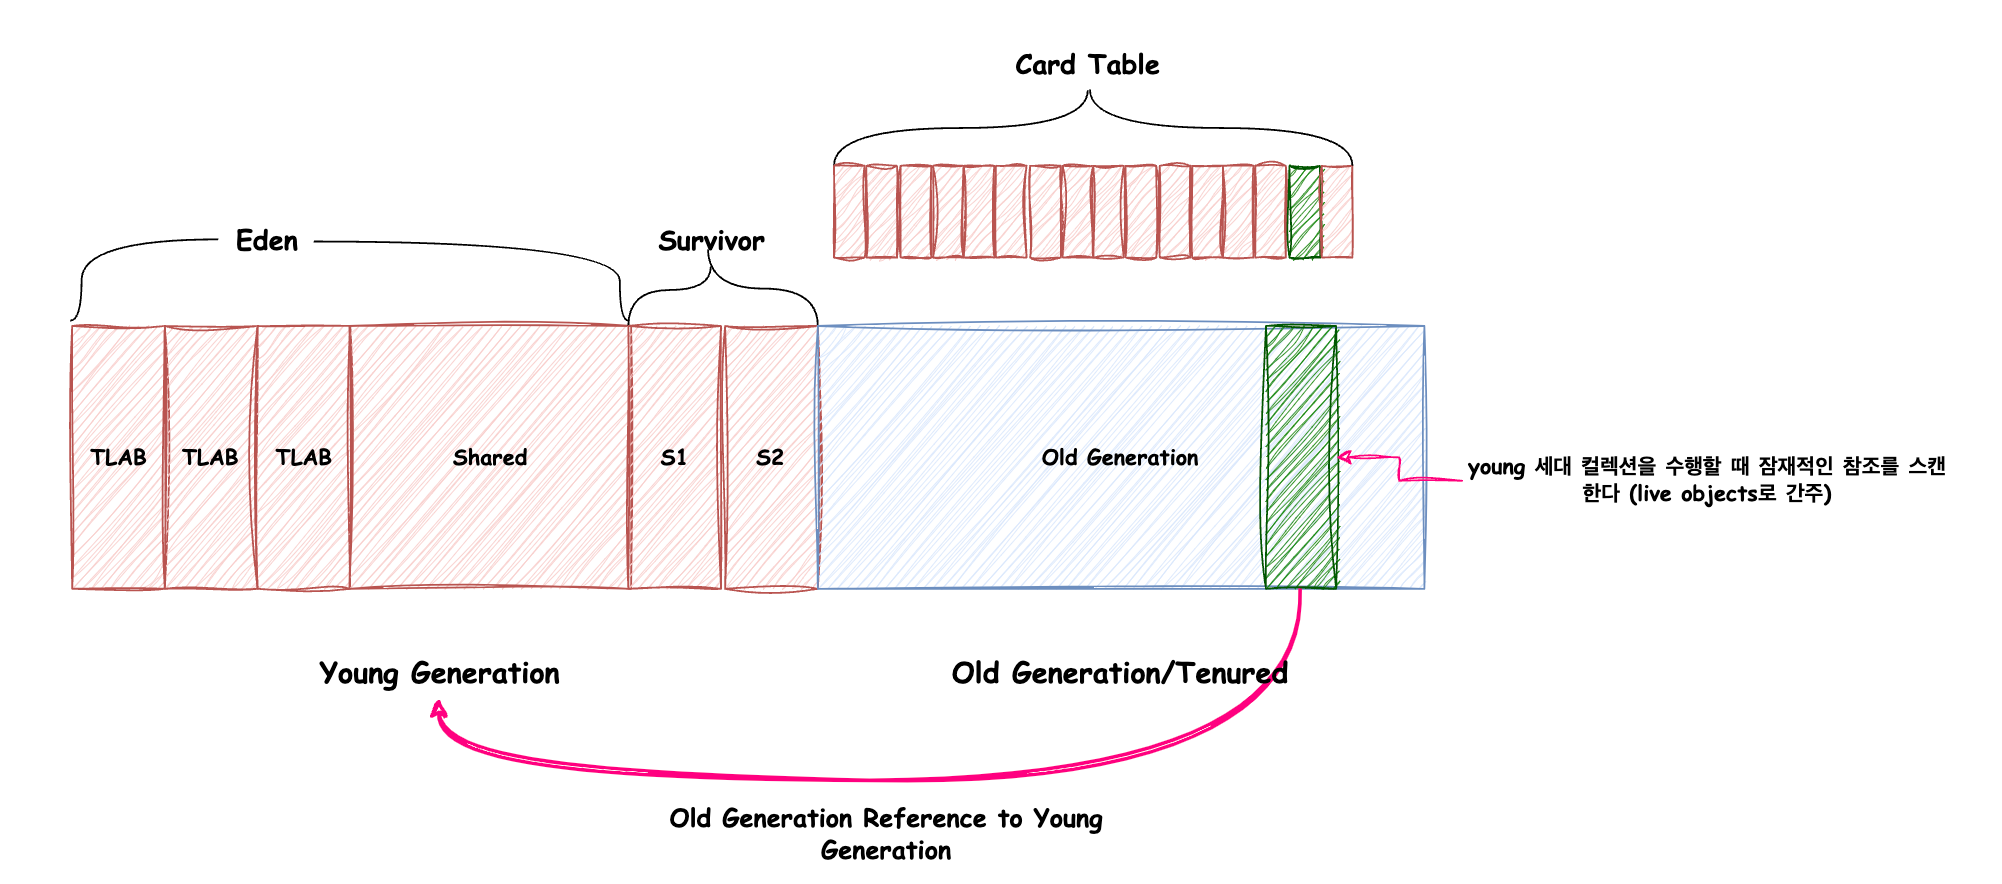 Card Table
Eden
Survivor
TLAB
TLAB
TLAB
Shared
S1
S2
Old Generation
young 세대 컬렉션을 수행할 때 잠재적인 참조를 스캔
한다 (live objects로 간주)
Young Generation
Old Generation/Tenured
Old Generation Reference to Young
Generation